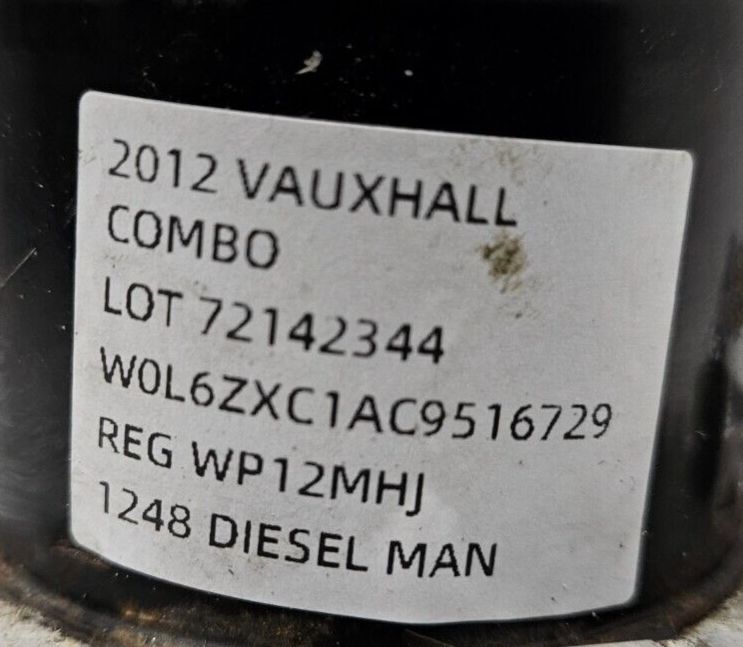 2012 VAUXHALL
COMBO
LOT 72142344
W0L6ZXC1AC9516729
REG WP12MHJ
1248 DIESEL MAN